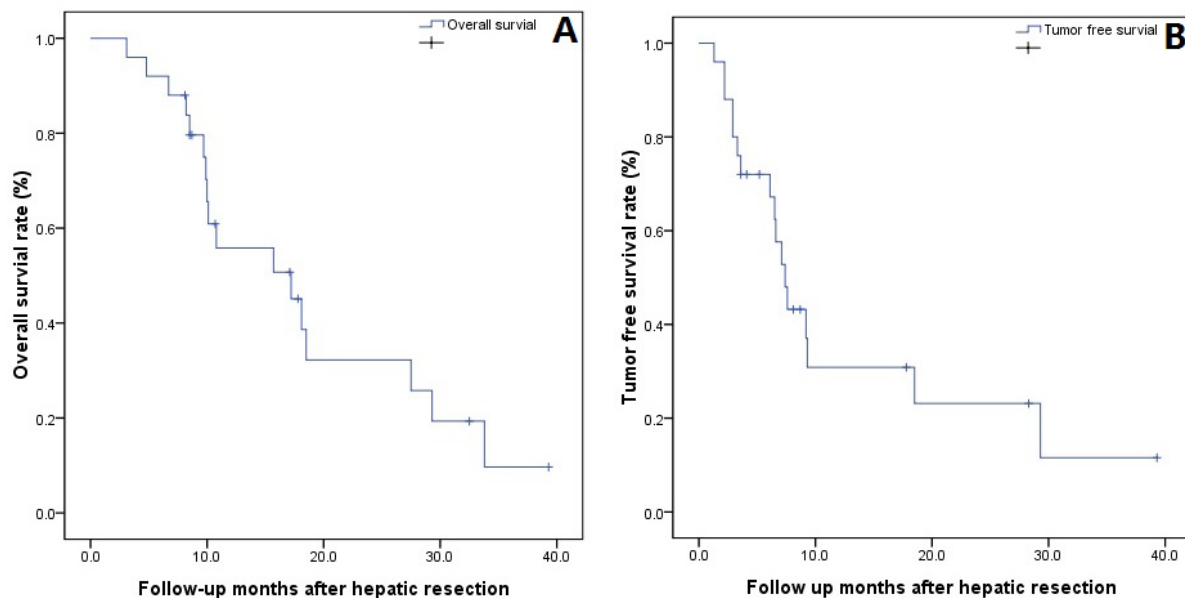 Overall survial
A
1.0
0.8
0.6
0.4
0.2
0.0
Overall survial rate (%)
0.0 10.0 20.0 30.0 40.0
Follow-up months after hepatic resection
Tumor free survial
B
1.0
0.8
0.6
0.4
0.2
0.0
Tumor free survival rate (%)
0.0 10.0 20.0 30.0 40.0
Follow up months after hepatic resection